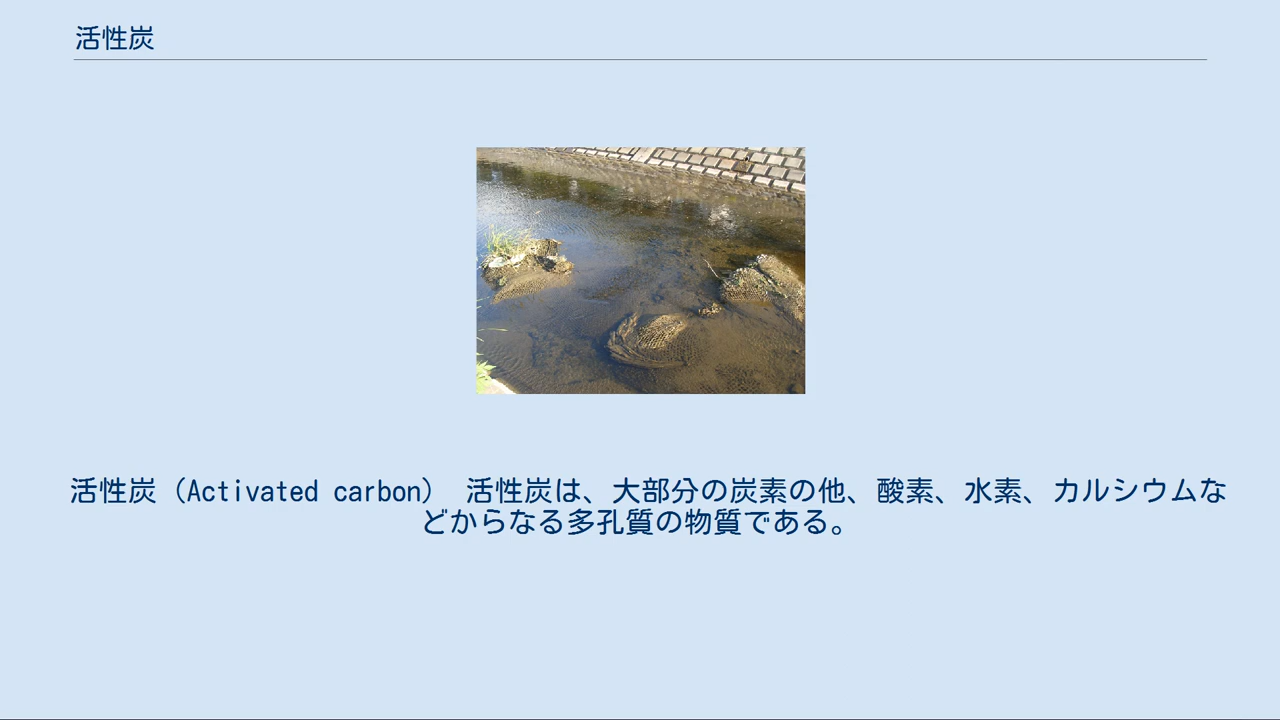 活性炭
活性炭（Activated carbon） 活性炭は、大部分の炭素の他、酸素、水素、カルシウムな
どからなる多孔質の物質である。